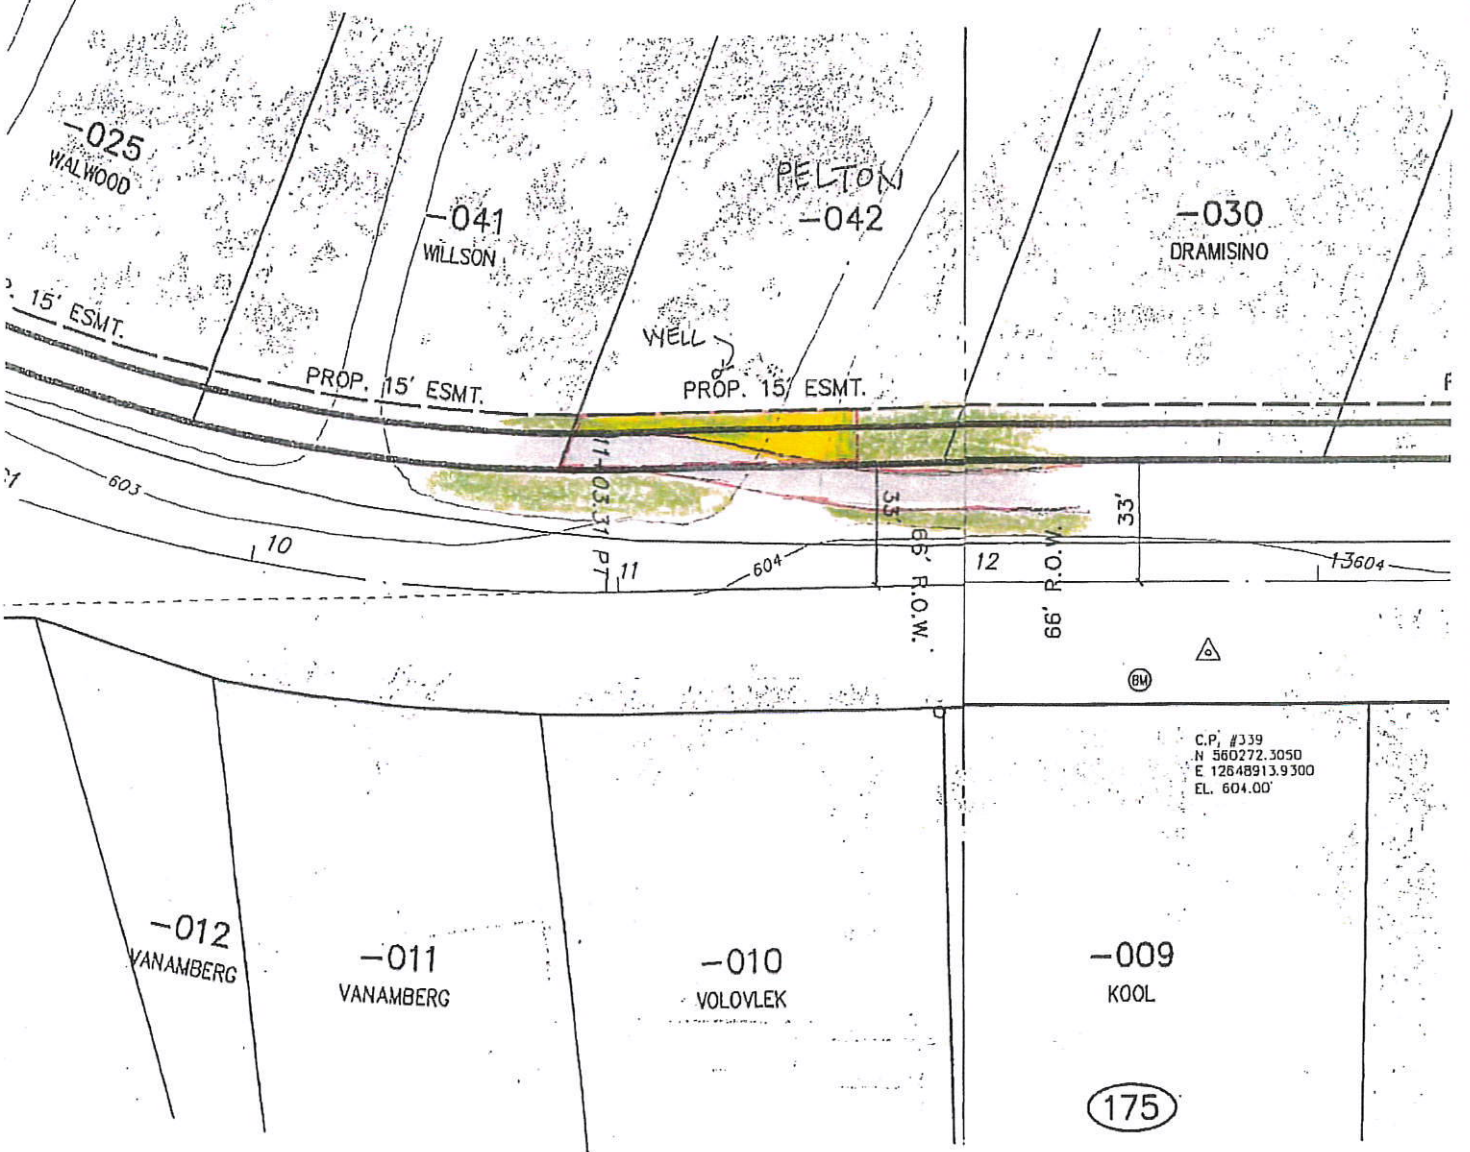 -025
WALWOOD
-041
WILLSON
PELTON
-042
-030
DRAMISINO
15' ESMT.
WELL
PROP. 15' ESMT.
PROP. 15' ESMT.
603
10
11+03.31 PT
11
604
33'
66' R.O.W.
12
66' R.O.W.
33'
13
604
BM
C.P. #339
N 560272.3050
E 12648913.9300
EL. 604.00'
-012
VANAMBERG
-011
VANAMBERG
-010
VOLOVLEK
-009
KOOL
175